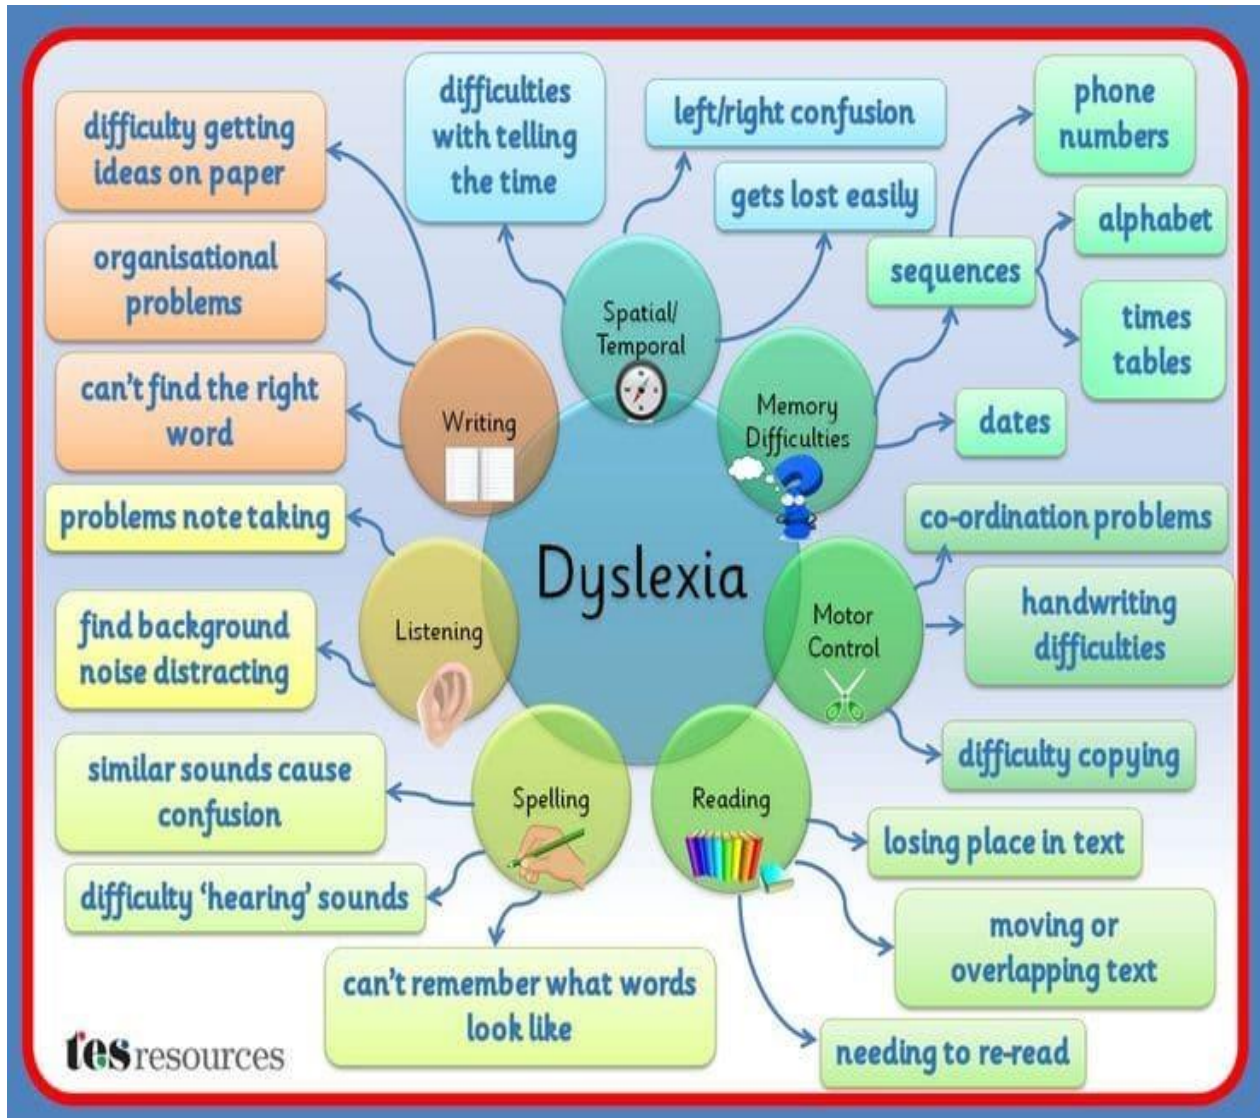 difficulty getting
ideas on paper
organisational
problems
can't find the right
word
Writing
difficulties
with telling
the time
left/right confusion
gets lost easily
Spatial/
Temporal
phone
numbers
alphabet
sequences
times
tables
dates
Memory
Difficulties
Dyslexia
problems note taking
find background
noise distracting
Listening
co-ordination problems
handwriting
difficulties
difficulty copying
Motor
Control
similar sounds cause
confusion
difficulty 'hearing' sounds
can't remember what words
look like
Spelling
Reading
losing place in text
moving or
overlapping text
needing to re-read
tes resources